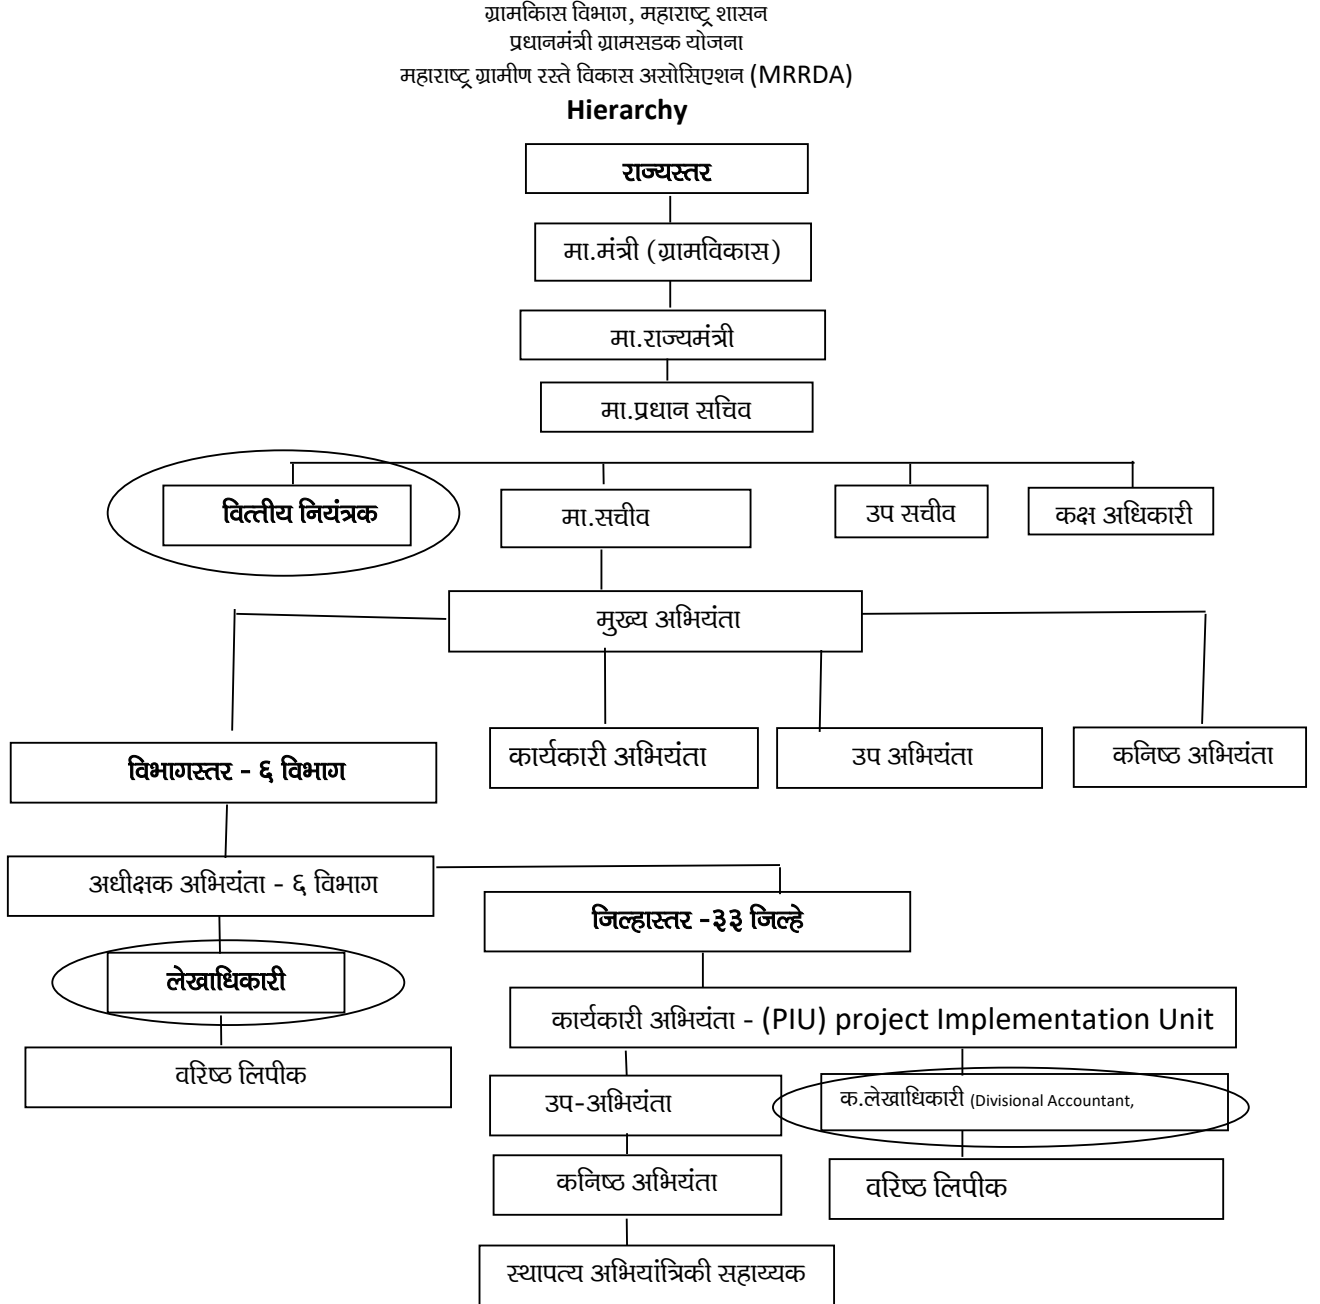 ग्रामकिास विभाग, महाराष्ट्र शासन
प्रधानमंत्री ग्रामसडक योजना
महाराष्ट्र ग्रामीण रस्ते विकास असोसिएशन (MRRDA)
Hierarchy
राज्यस्तर
मा.मंत्री (ग्रामविकास)
मा.राज्यमंत्री
मा.प्रधान सचिव
वित्तीय नियंत्रक
मा.सचीव
उप सचीव
कक्ष अधिकारी
मुख्य अभियंता
विभागस्तर - ६ विभाग
कार्यकारी अभियंता
उप अभियंता
कनिष्ठ अभियंता
अधीक्षक अभियंता - ६ विभाग
जिल्हास्तर -३३ जिल्हे
लेखाधिकारी
कार्यकारी अभियंता - (PIU) project Implementation Unit
वरिष्ठ लिपीक
उप-अभियंता
क.लेखाधिकारी (Divisional Accountant,
कनिष्ठ अभियंता
वरिष्ठ लिपीक
स्थापत्य अभियांत्रिकी सहाय्यक